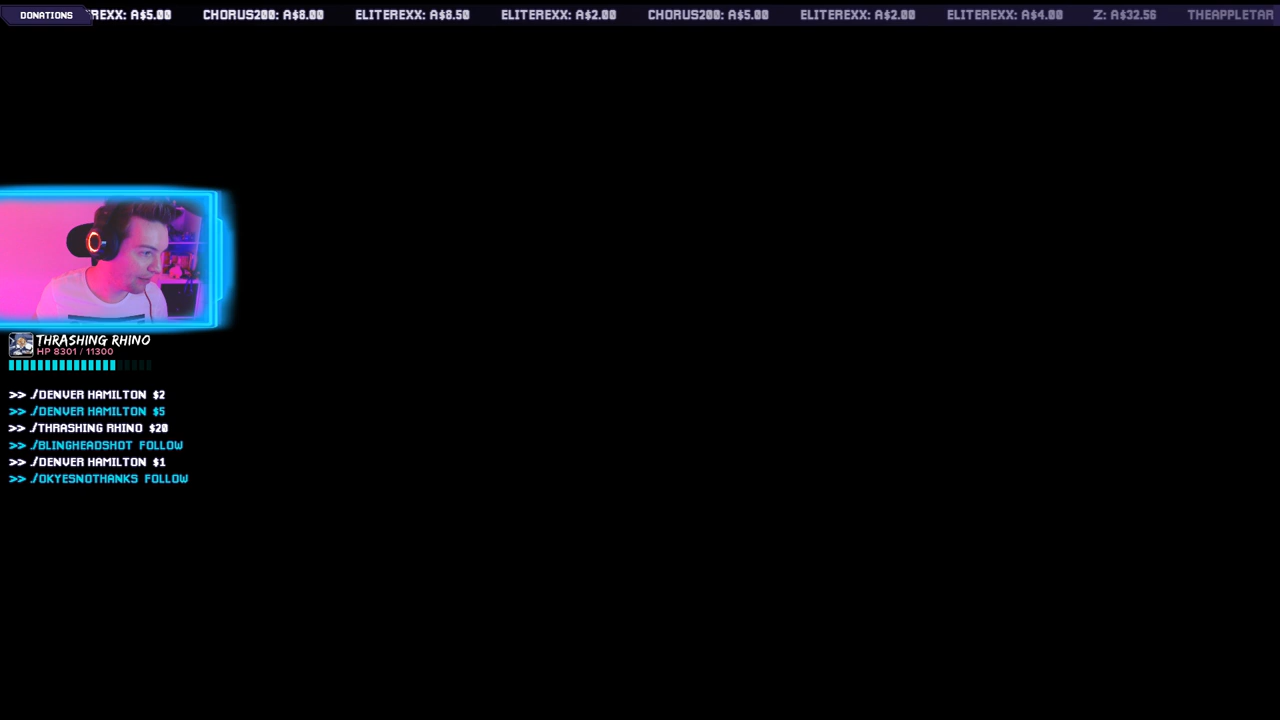 DONATIONS REXX: A$5.00 CHORUS200: A$8.00 ELITEREXX: A$8.50 ELITEREXX: A$2.00 CHORUS200: A$5.00 ELITEREXX: A$2.00 ELITEREXX: A$4.00 Z: A$32.56 THEAPPLETAR
THRASHING RHINO
HP 8301 / 11300
>> ./DENVER HAMILTON $2
>> ./DENVER HAMILTON $5
>> ./THRASHING RHINO $20
>> ./BLINGHEADSHOT FOLLOW
>> ./DENVER HAMILTON $1
>> ./OKYESNOTHANKS FOLLOW